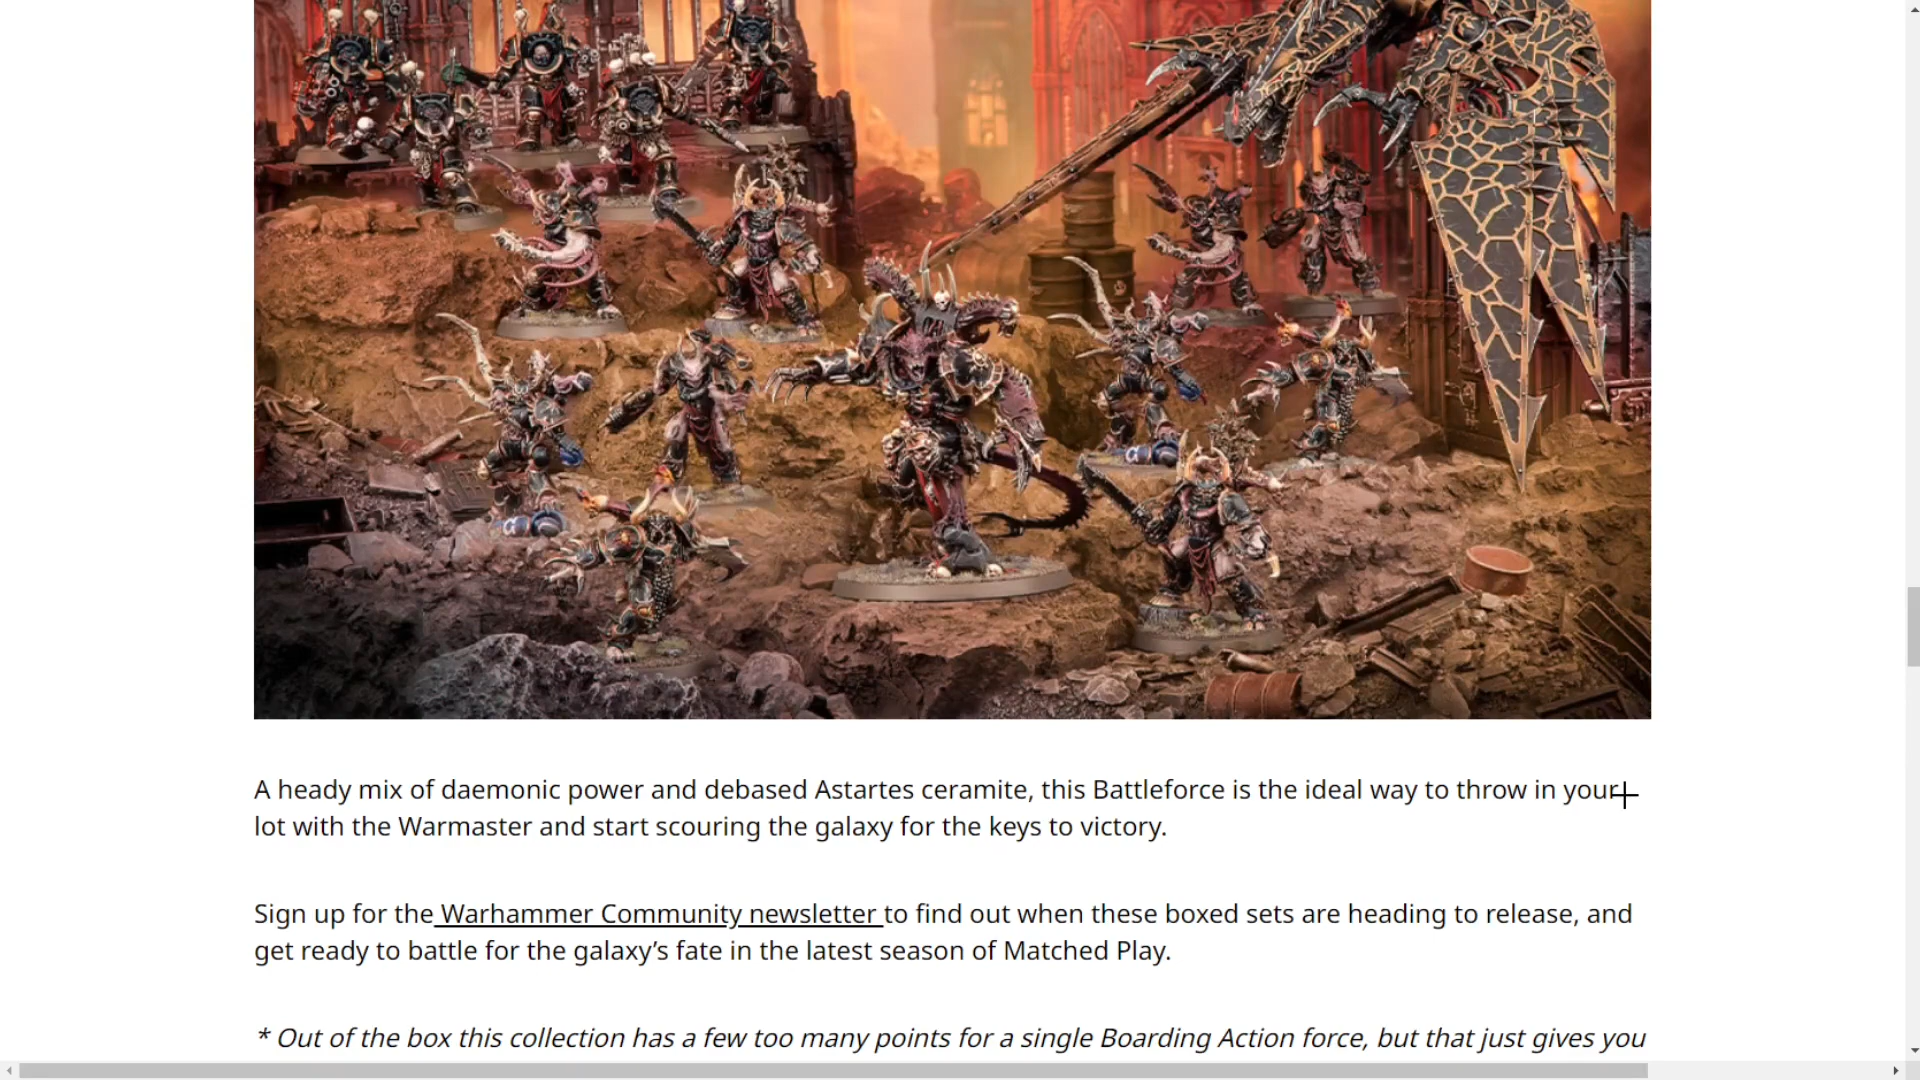 A heady mix of daemonic power and debased Astartes ceramite, this Battleforce is the ideal way to throw in your
lot with the Warmaster and start scouring the galaxy for the keys to victory.
Sign up for the Warhammer Community newsletter to find out when these boxed sets are heading to release, and
get ready to battle for the galaxy’s fate in the latest season of Matched Play.
* Out of the box this collection has a few too many points for a single Boarding Action force, but that just gives you